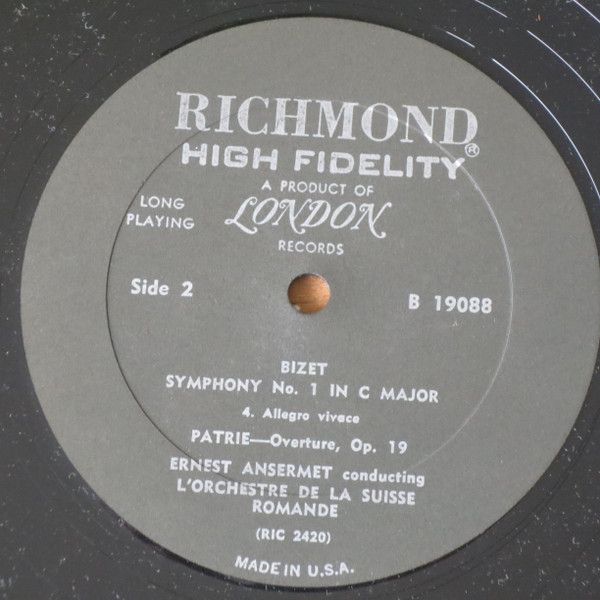 RICHMOND®
HIGH FIDELITY
A PRODUCT OF
LONDON
RECORDS
LONG
PLAYING
Side 2
B 19088
BIZET
SYMPHONY No. 1 IN C MAJOR
4. Allegro vivace
PATRIE—Overture, Op. 19
ERNEST ANSERMET conducting
L'ORCHESTRE DE LA SUISSE
ROMANDE
(RIC 2420)
MADE IN U.S.A.